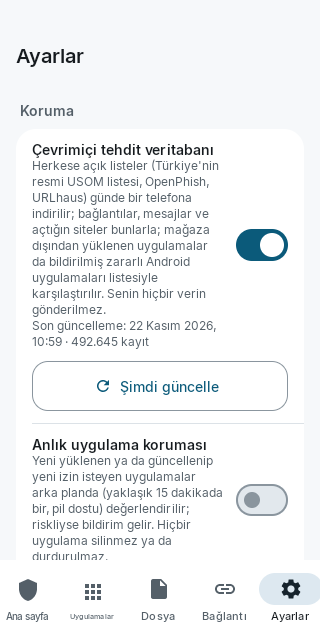 Ayarlar
Koruma
Çevrimiçi tehdit veritabanı
Herkese açık listeler (Türkiye'nin
resmi USOM listesi, OpenPhish,
URLhaus) günde bir telefona
indirilir; bağlantılar, mesajlar ve
açtığın siteler bunlarla; mağaza
dışından yüklenen uygulamalar
da bildirilmiş zararlı Android
uygulamaları listesiyle
karşılaştırılır. Senin hiçbir verin
gönderilmez.
Son güncelleme: 22 Kasım 2026,
10:59 · 492.645 kayıt
Şimdi güncelle
Anlık uygulama koruması
Yeni yüklenen ya da güncellenip
yeni izin isteyen uygulamalar
arka planda (yaklaşık 15 dakikada
bir, pil dostu) değerlendirilir;
riskliyse bildirim gelir. Hiçbir
uygulama silinmez ya da
durdurulmaz.
Ana sayfa
Uygulamalar
Dosya
Bağlantı
Ayarlar